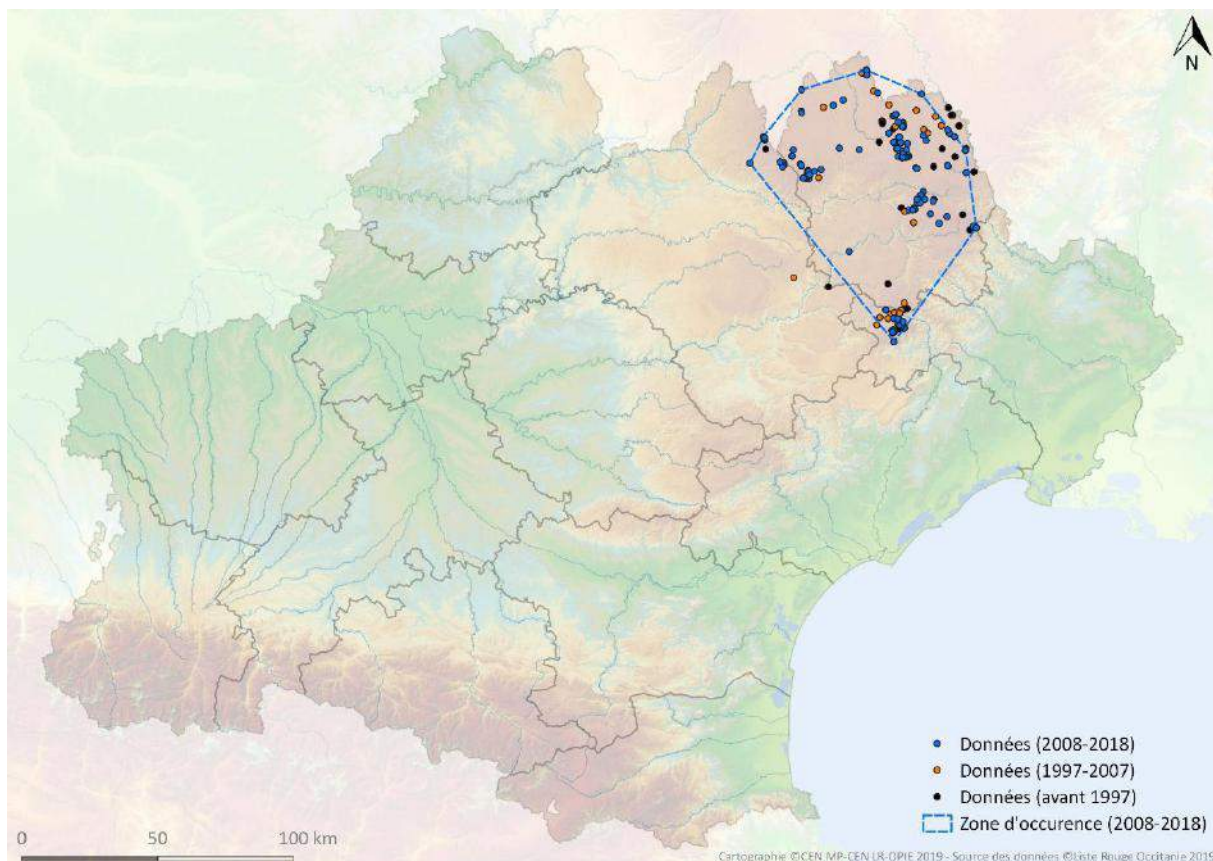 N
Données (2008-2018)
Données (1997-2007)
Données (avant 1997)
Zone d'occurence (2008-2018)
0 50 100 km
Cartographie ©CEN MP-CEN LR-OPIE 2019 - Source des données ©Liste Rouge Occitanie 2019